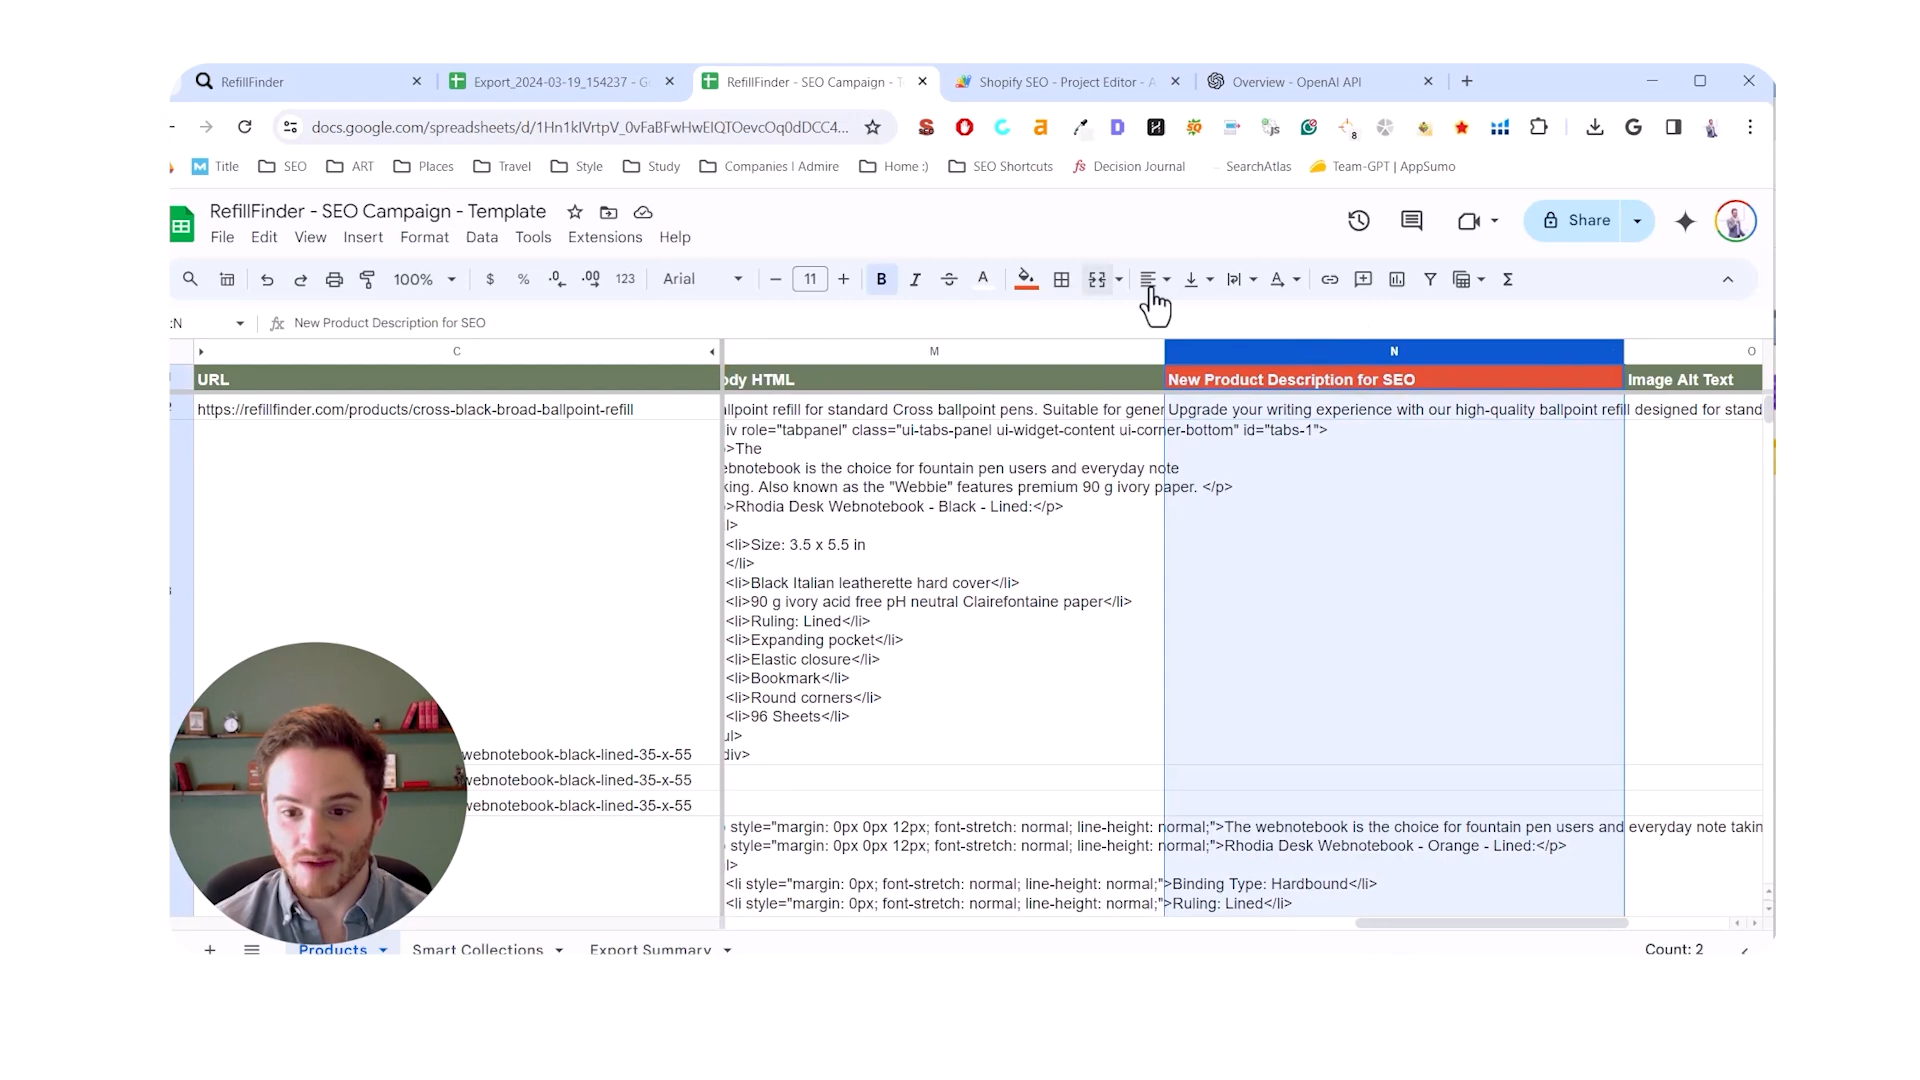 RefillFinder
Export_2024-03-19_154237 - G
RefillFinder - SEO Campaign - T
Shopify SEO - Project Editor - A
Overview - OpenAI API
docs.google.com/spreadsheets/d/1Hn1kIVrtpV_0vFaBFwHwEIQTOevcOq0dDCC4...
Title SEO ART Places Travel Style Study Companies I Admire Home :) SEO Shortcuts Decision Journal SearchAtlas Team-GPT | AppSumo
RefillFinder - SEO Campaign - Template
Share
File Edit View Insert Format Data Tools Extensions Help
100% $ % .0 .00 123 Arial 11 B I A
:N New Product Description for SEO
C M N O
URL ody HTML New Product Description for SEO Image Alt Text
https://refillfinder.com/products/cross-black-broad-ballpoint-refill
allpoint refill for standard Cross ballpoint pens. Suitable for gener
Upgrade your writing experience with our high-quality ballpoint refill designed for stand
iv role="tabpanel" class="ui-tabs-panel ui-widget-content ui-corner-bottom" id="tabs-1">
>The
ebnotebook is the choice for fountain pen users and everyday note
king. Also known as the "Webbie" features premium 90 g ivory paper. </p>
>Rhodia Desk Webnotebook - Black - Lined:</p>
l>
<li>Size: 3.5 x 5.5 in
</li>
<li>Black Italian leatherette hard cover</li>
<li>90 g ivory acid free pH neutral Clairefontaine paper</li>
<li>Ruling: Lined</li>
<li>Expanding pocket</li>
<li>Elastic closure</li>
<li>Bookmark</li>
<li>Round corners</li>
<li>96 Sheets</li>
ul>
div>
webnotebook-black-lined-35-x-55
webnotebook-black-lined-35-x-55
webnotebook-black-lined-35-x-55
style="margin: 0px 0px 12px; font-stretch: normal; line-height: normal;">The webnotebook is the choice for fountain pen users and everyday note takin
style="margin: 0px 0px 12px; font-stretch: normal; line-height: normal;">Rhodia Desk Webnotebook - Orange - Lined:</p>
l>
<li style="margin: 0px; font-stretch: normal; line-height: normal;">Binding Type: Hardbound</li>
<li style="margin: 0px; font-stretch: normal; line-height: normal;">Ruling: Lined</li>
Products Smart Collections Export Summary
Count: 2